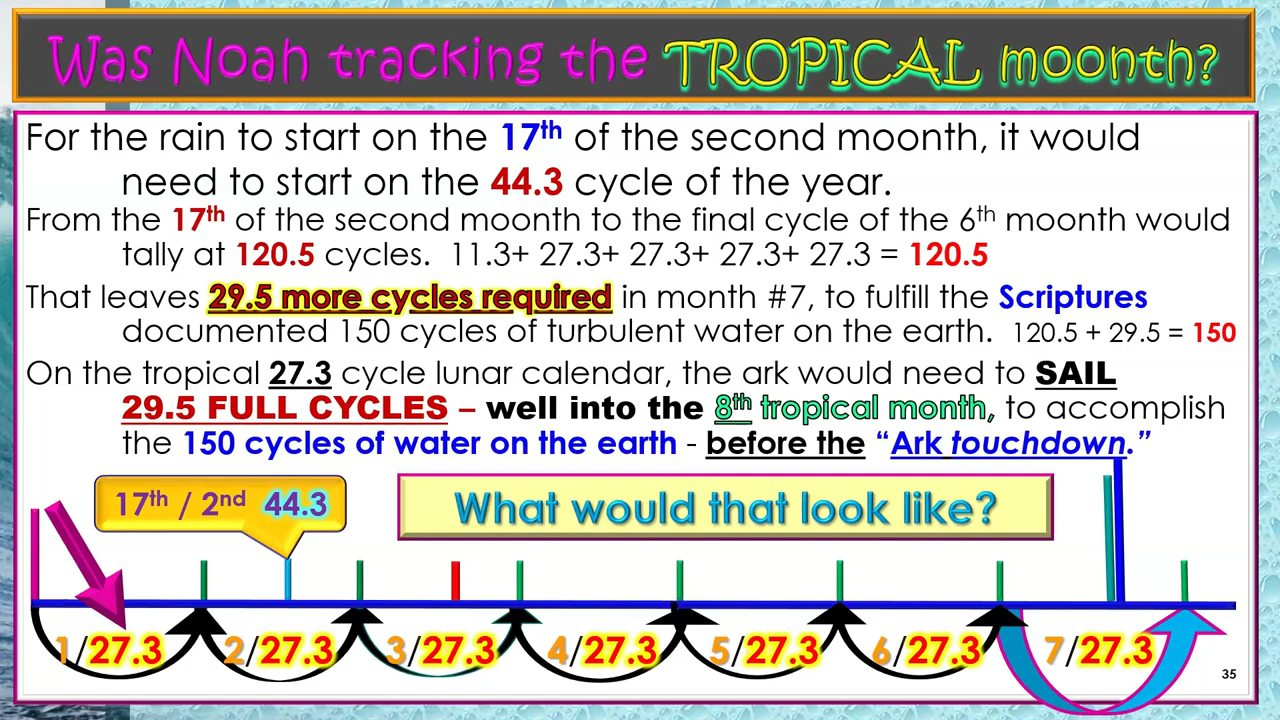 Was Noah tracking the TROPICAL moonth?
For the rain to start on the 17th of the second moonth, it would
need to start on the 44.3 cycle of the year.
From the 17th of the second moonth to the final cycle of the 6th moonth would
tally at 120.5 cycles. 11.3+ 27.3+ 27.3+ 27.3+ 27.3 = 120.5
That leaves 29.5 more cycles required in month #7, to fulfill the Scriptures
documented 150 cycles of turbulent water on the earth. 120.5 + 29.5 = 150
On the tropical 27.3 cycle lunar calendar, the ark would need to SAIL
29.5 FULL CYCLES – well into the 8th tropical month, to accomplish
the 150 cycles of water on the earth - before the “Ark touchdown.”
17th / 2nd 44.3
What would that look like?
1/27.3 2/27.3 3/27.3 4/27.3 5/27.3 6/27.3 7/27.3
35